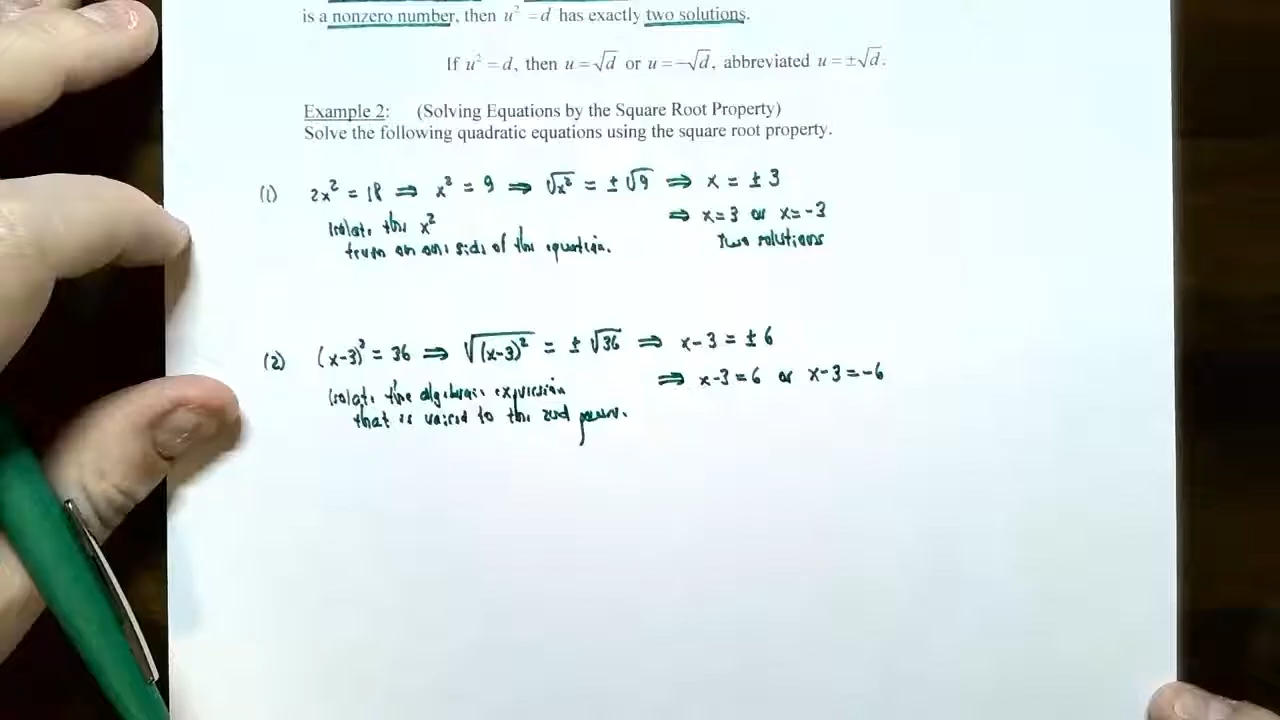 is a nonzero number, then u² = d has exactly two solutions.
If u² = d, then u = √d or u = −√d, abbreviated u = ±√d.
Example 2: (Solving Equations by the Square Root Property)
Solve the following quadratic equations using the square root property.
(1) 2x² = 18 ⇒ x² = 9 ⇒ √x² = ± √9 ⇒ x = ± 3
Isolate the x² ⇒ x = 3 or x = -3
term on one side of the equation. Two solutions
(2) (x-3)² = 36 ⇒ √(x-3)² = ± √36 ⇒ x-3 = ± 6
⇒ x-3 = 6 or x-3 = -6
Isolate the algebraic expression
that is raised to the 2nd power.